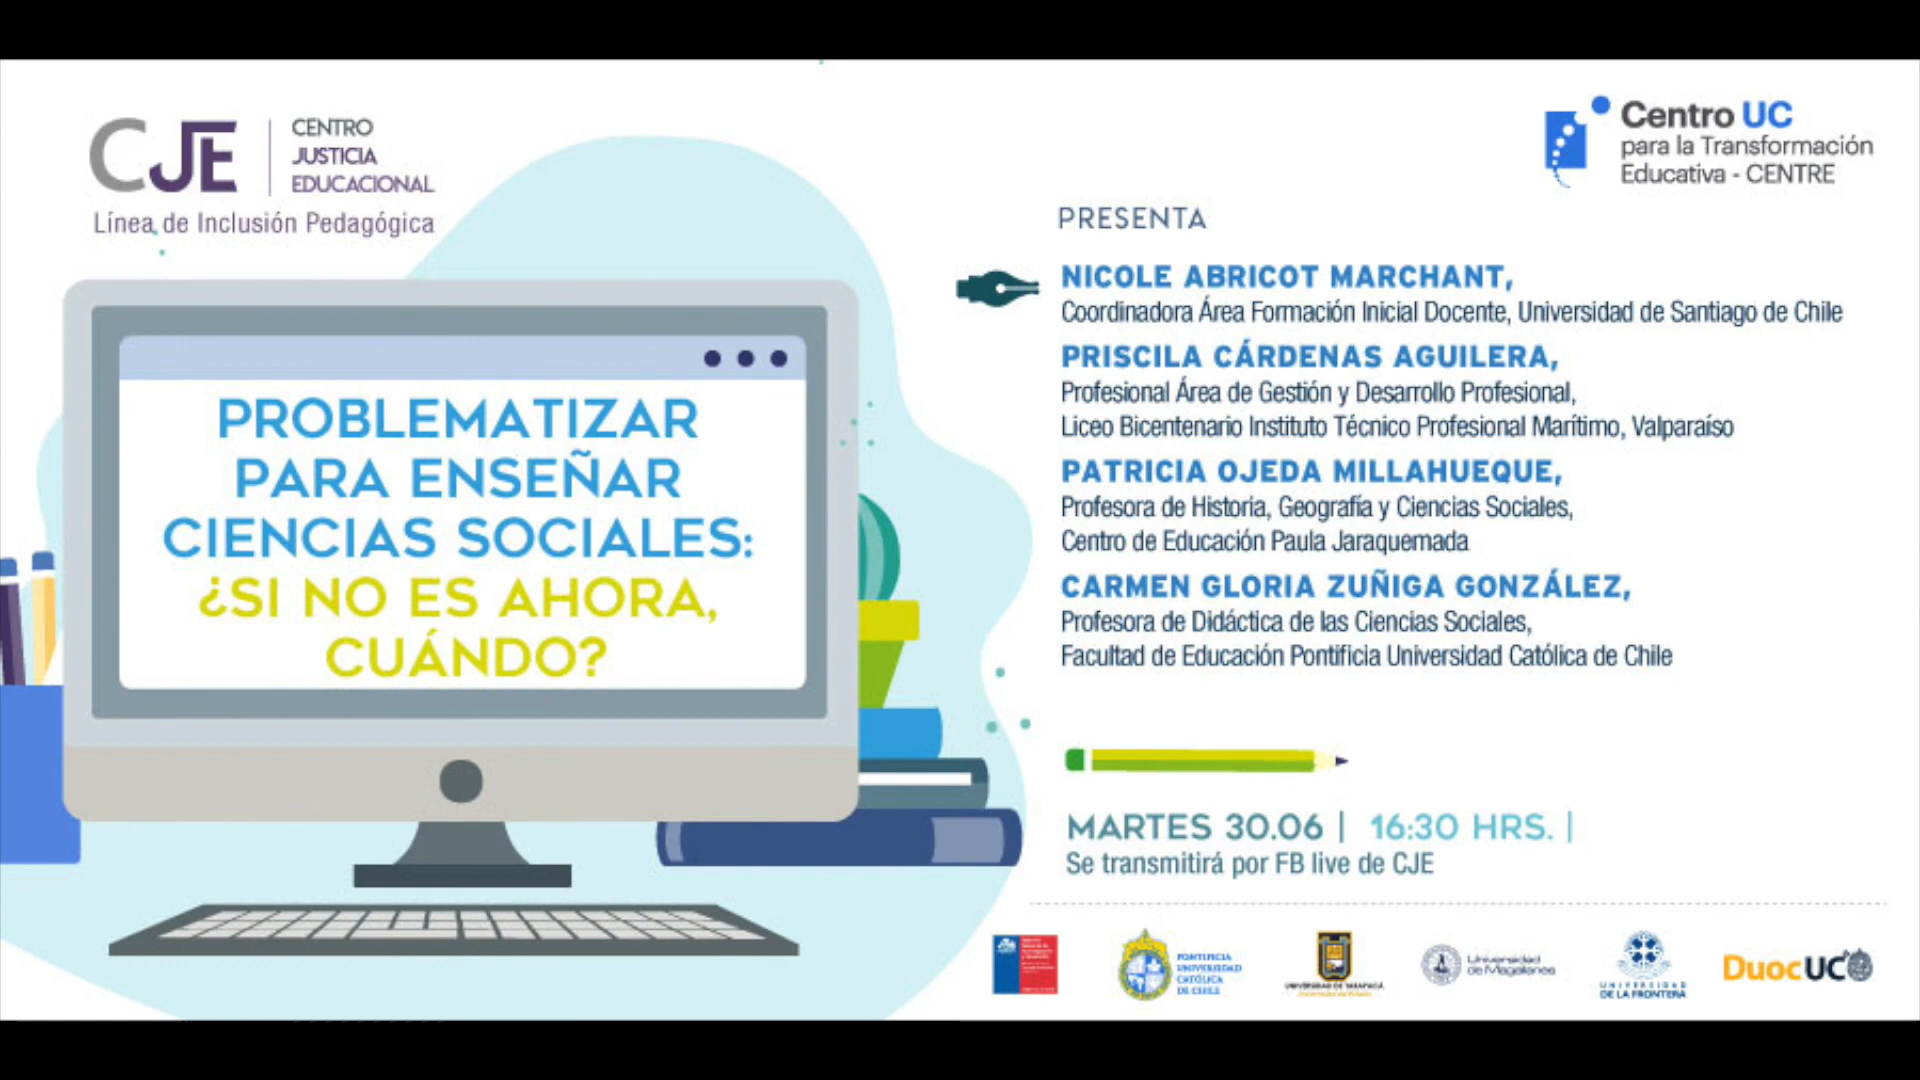 CJE
CENTRO
JUSTICIA
EDUCACIONAL
Línea de Inclusión Pedagógica
PROBLEMATIZAR
PARA ENSEÑAR
CIENCIAS SOCIALES:
¿SI NO ES AHORA,
CUÁNDO?
Centro UC
para la Transformación
Educativa - CENTRE
PRESENTA
NICOLE ABRICOT MARCHANT,
Coordinadora Área Formación Inicial Docente, Universidad de Santiago de Chile
PRISCILA CÁRDENAS AGUILERA,
Profesional Área de Gestión y Desarrollo Profesional,
Liceo Bicentenario Instituto Técnico Profesional Marítimo, Valparaíso
PATRICIA OJEDA MILLAHUEQUE,
Profesora de Historia, Geografía y Ciencias Sociales,
Centro de Educación Paula Jaraquemada
CARMEN GLORIA ZUÑIGA GONZÁLEZ,
Profesora de Didáctica de las Ciencias Sociales,
Facultad de Educación Pontificia Universidad Católica de Chile
MARTES 30.06 | 16:30 HRS. |
Se transmitirá por FB live de CJE
PONTIFICIA
UNIVERSIDAD
CATÓLICA
DE CHILE
UNIVERSIDAD DE TARAPACÁ
Universidad
de Magallanes
UNIVERSIDAD
DE LA FRONTERA
DuocUC